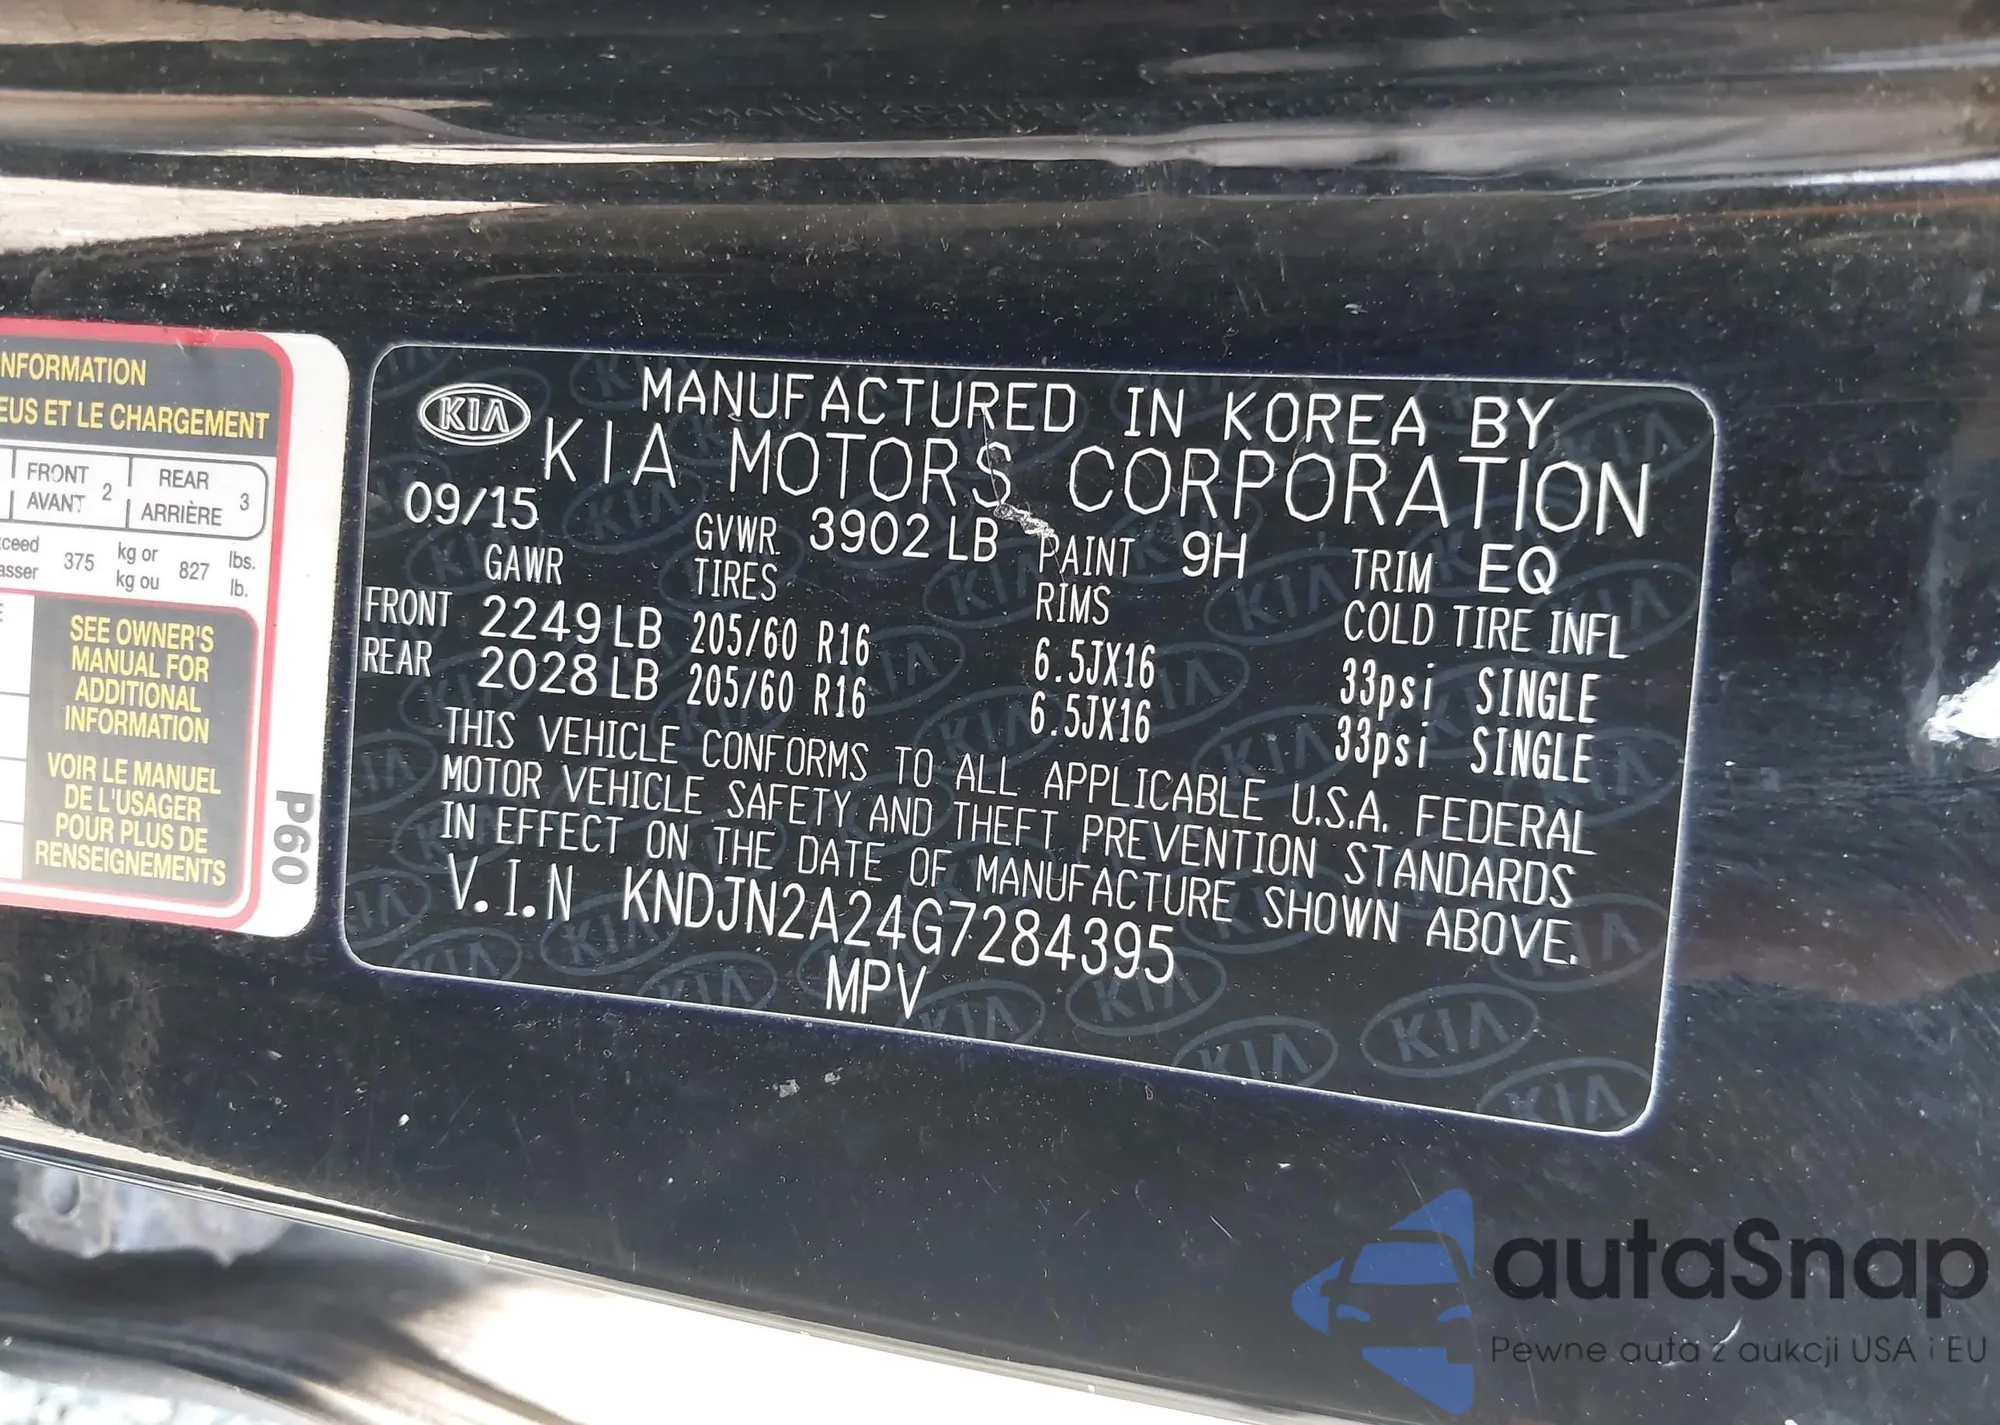 NFORMATION
EUS ET LE CHARGEMENT
FRONT 2 REAR 3
AVANT ARRIÈRE
ceed 375 kg or 827 lbs.
asser kg ou lb.
SEE OWNER'S
MANUAL FOR
ADDITIONAL
INFORMATION
VOIR LE MANUEL
DE L'USAGER
POUR PLUS DE
RENSEIGNEMENTS
P60
KIA
MANUFACTURED IN KOREA BY
KIA MOTORS CORPORATION
09/15 GVWR 3902 LB PAINT 9H TRIM EQ
GAWR TIRES RIMS COLD TIRE INFL
FRONT 2249 LB 205/60 R16 6.5JX16 33psi SINGLE
REAR 2028 LB 205/60 R16 6.5JX16 33psi SINGLE
THIS VEHICLE CONFORMS TO ALL APPLICABLE U.S.A. FEDERAL
MOTOR VEHICLE SAFETY AND THEFT PREVENTION STANDARDS
IN EFFECT ON THE DATE OF MANUFACTURE SHOWN ABOVE.
V.I.N KNDJN2A24G7284395
MPV
autaSnap
Pewne auta z aukcji USA i EU